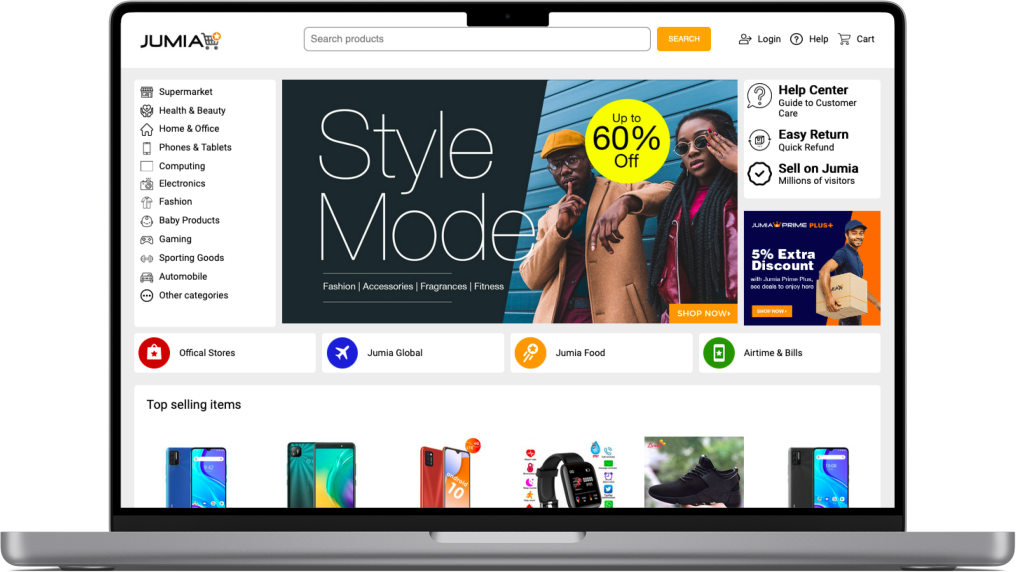 JUMIA
Search products
SEARCH
Login
Help
Cart
Supermarket
Health & Beauty
Home & Office
Phones & Tablets
Computing
Electronics
Fashion
Baby Products
Gaming
Sporting Goods
Automobile
Other categories
Style
Mode
Fashion | Accessories | Fragrances | Fitness
Up to
60%
Off
SHOP NOW
Help Center
Guide to Customer
Care
Easy Return
Quick Refund
Sell on Jumia
Millions of visitors
JUMIA PRIME PLUS+
5% Extra
Discount
with Jumia Prime Plus,
see deals to enjoy here
SHOP NOW
Offical Stores
Jumia Global
Jumia Food
Airtime & Bills
Top selling items
android
10